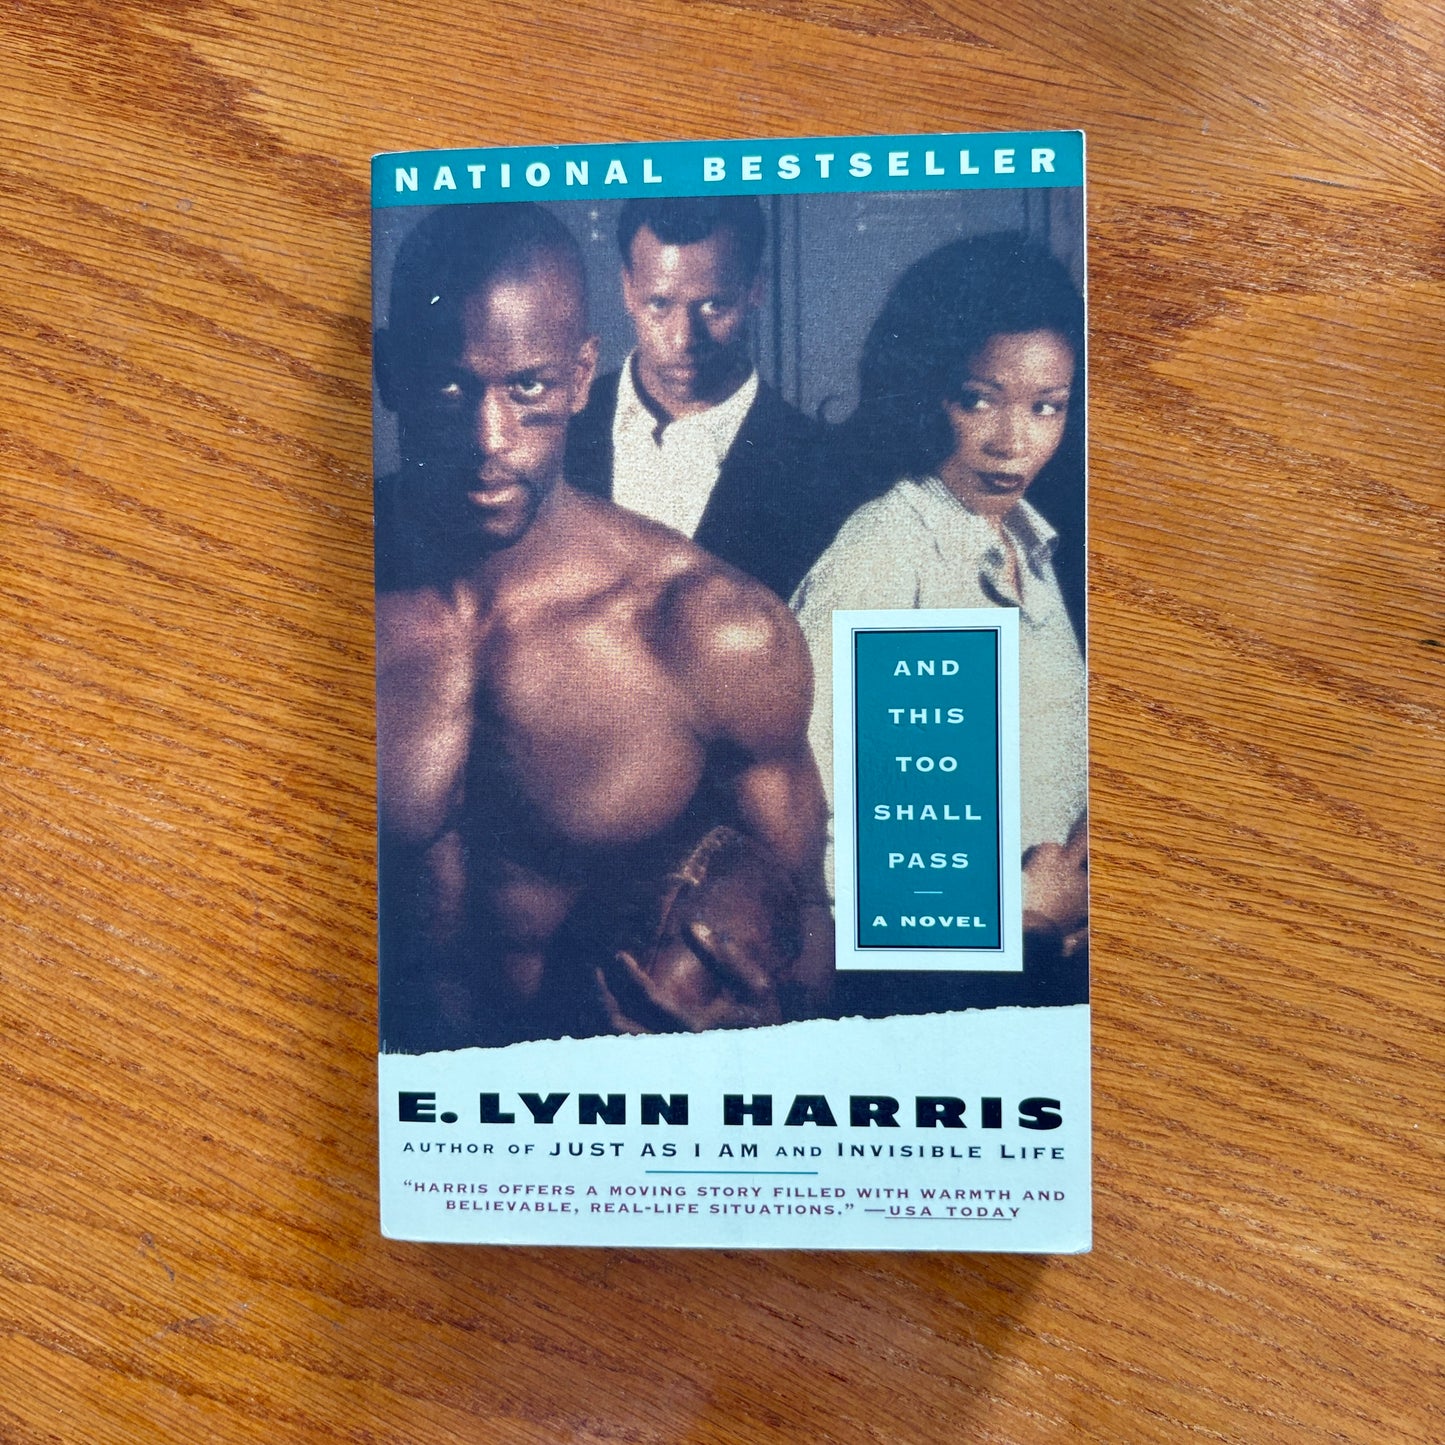 NATIONAL BESTSELLER
AND
THIS
TOO
SHALL
PASS
A NOVEL
E. LYNN HARRIS
AUTHOR OF JUST AS I AM AND INVISIBLE LIFE
“HARRIS OFFERS A MOVING STORY FILLED WITH WARMTH AND
BELIEVABLE, REAL-LIFE SITUATIONS.” —USA TODAY